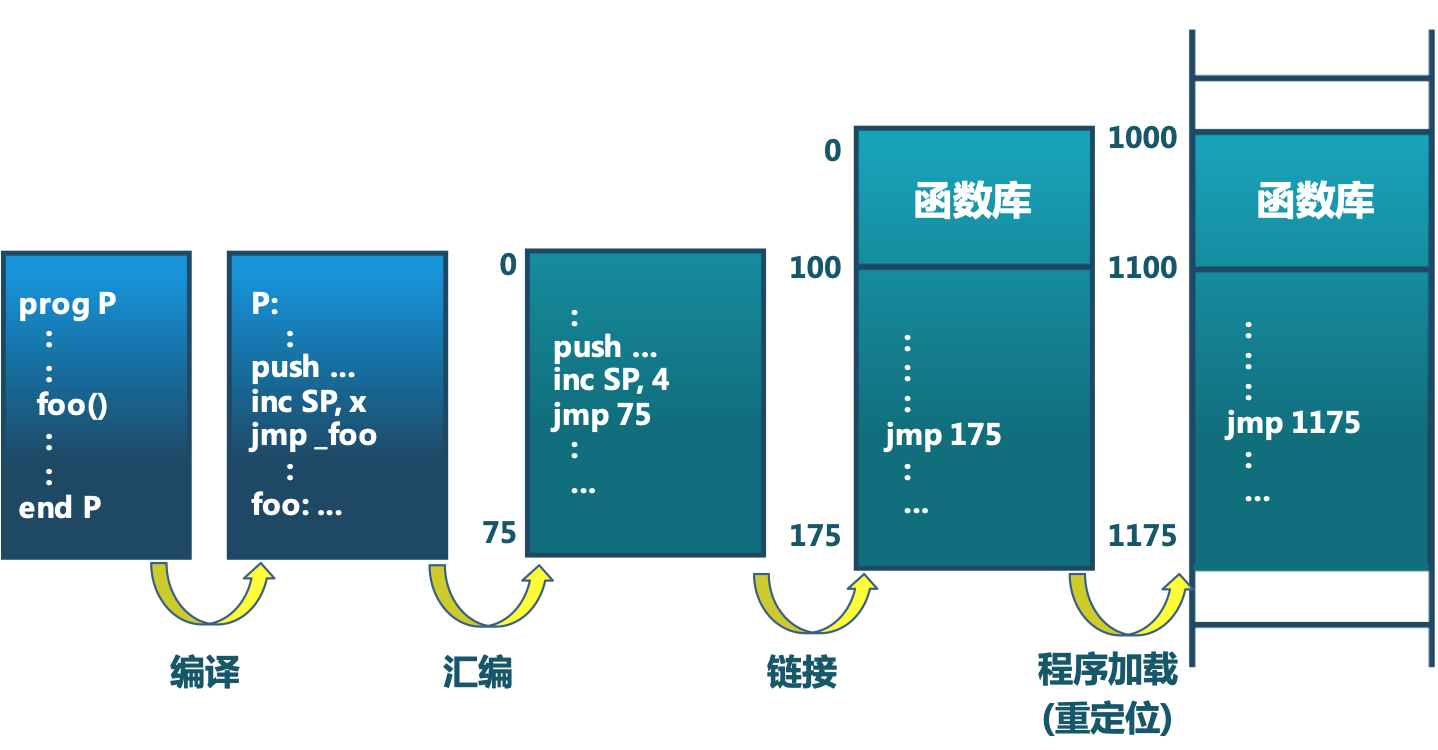 prog P
:
:
foo()
:
:
end P
P:
:
push ...
inc SP, x
jmp _foo
:
foo: ...
0
:
push ...
inc SP, 4
jmp 75
:
...
75
0
函数库
100
:
:
:
jmp 175
:
...
175
1000
函数库
1100
:
:
:
jmp 1175
:
...
1175
编译
汇编
链接
程序加载
(重定位)